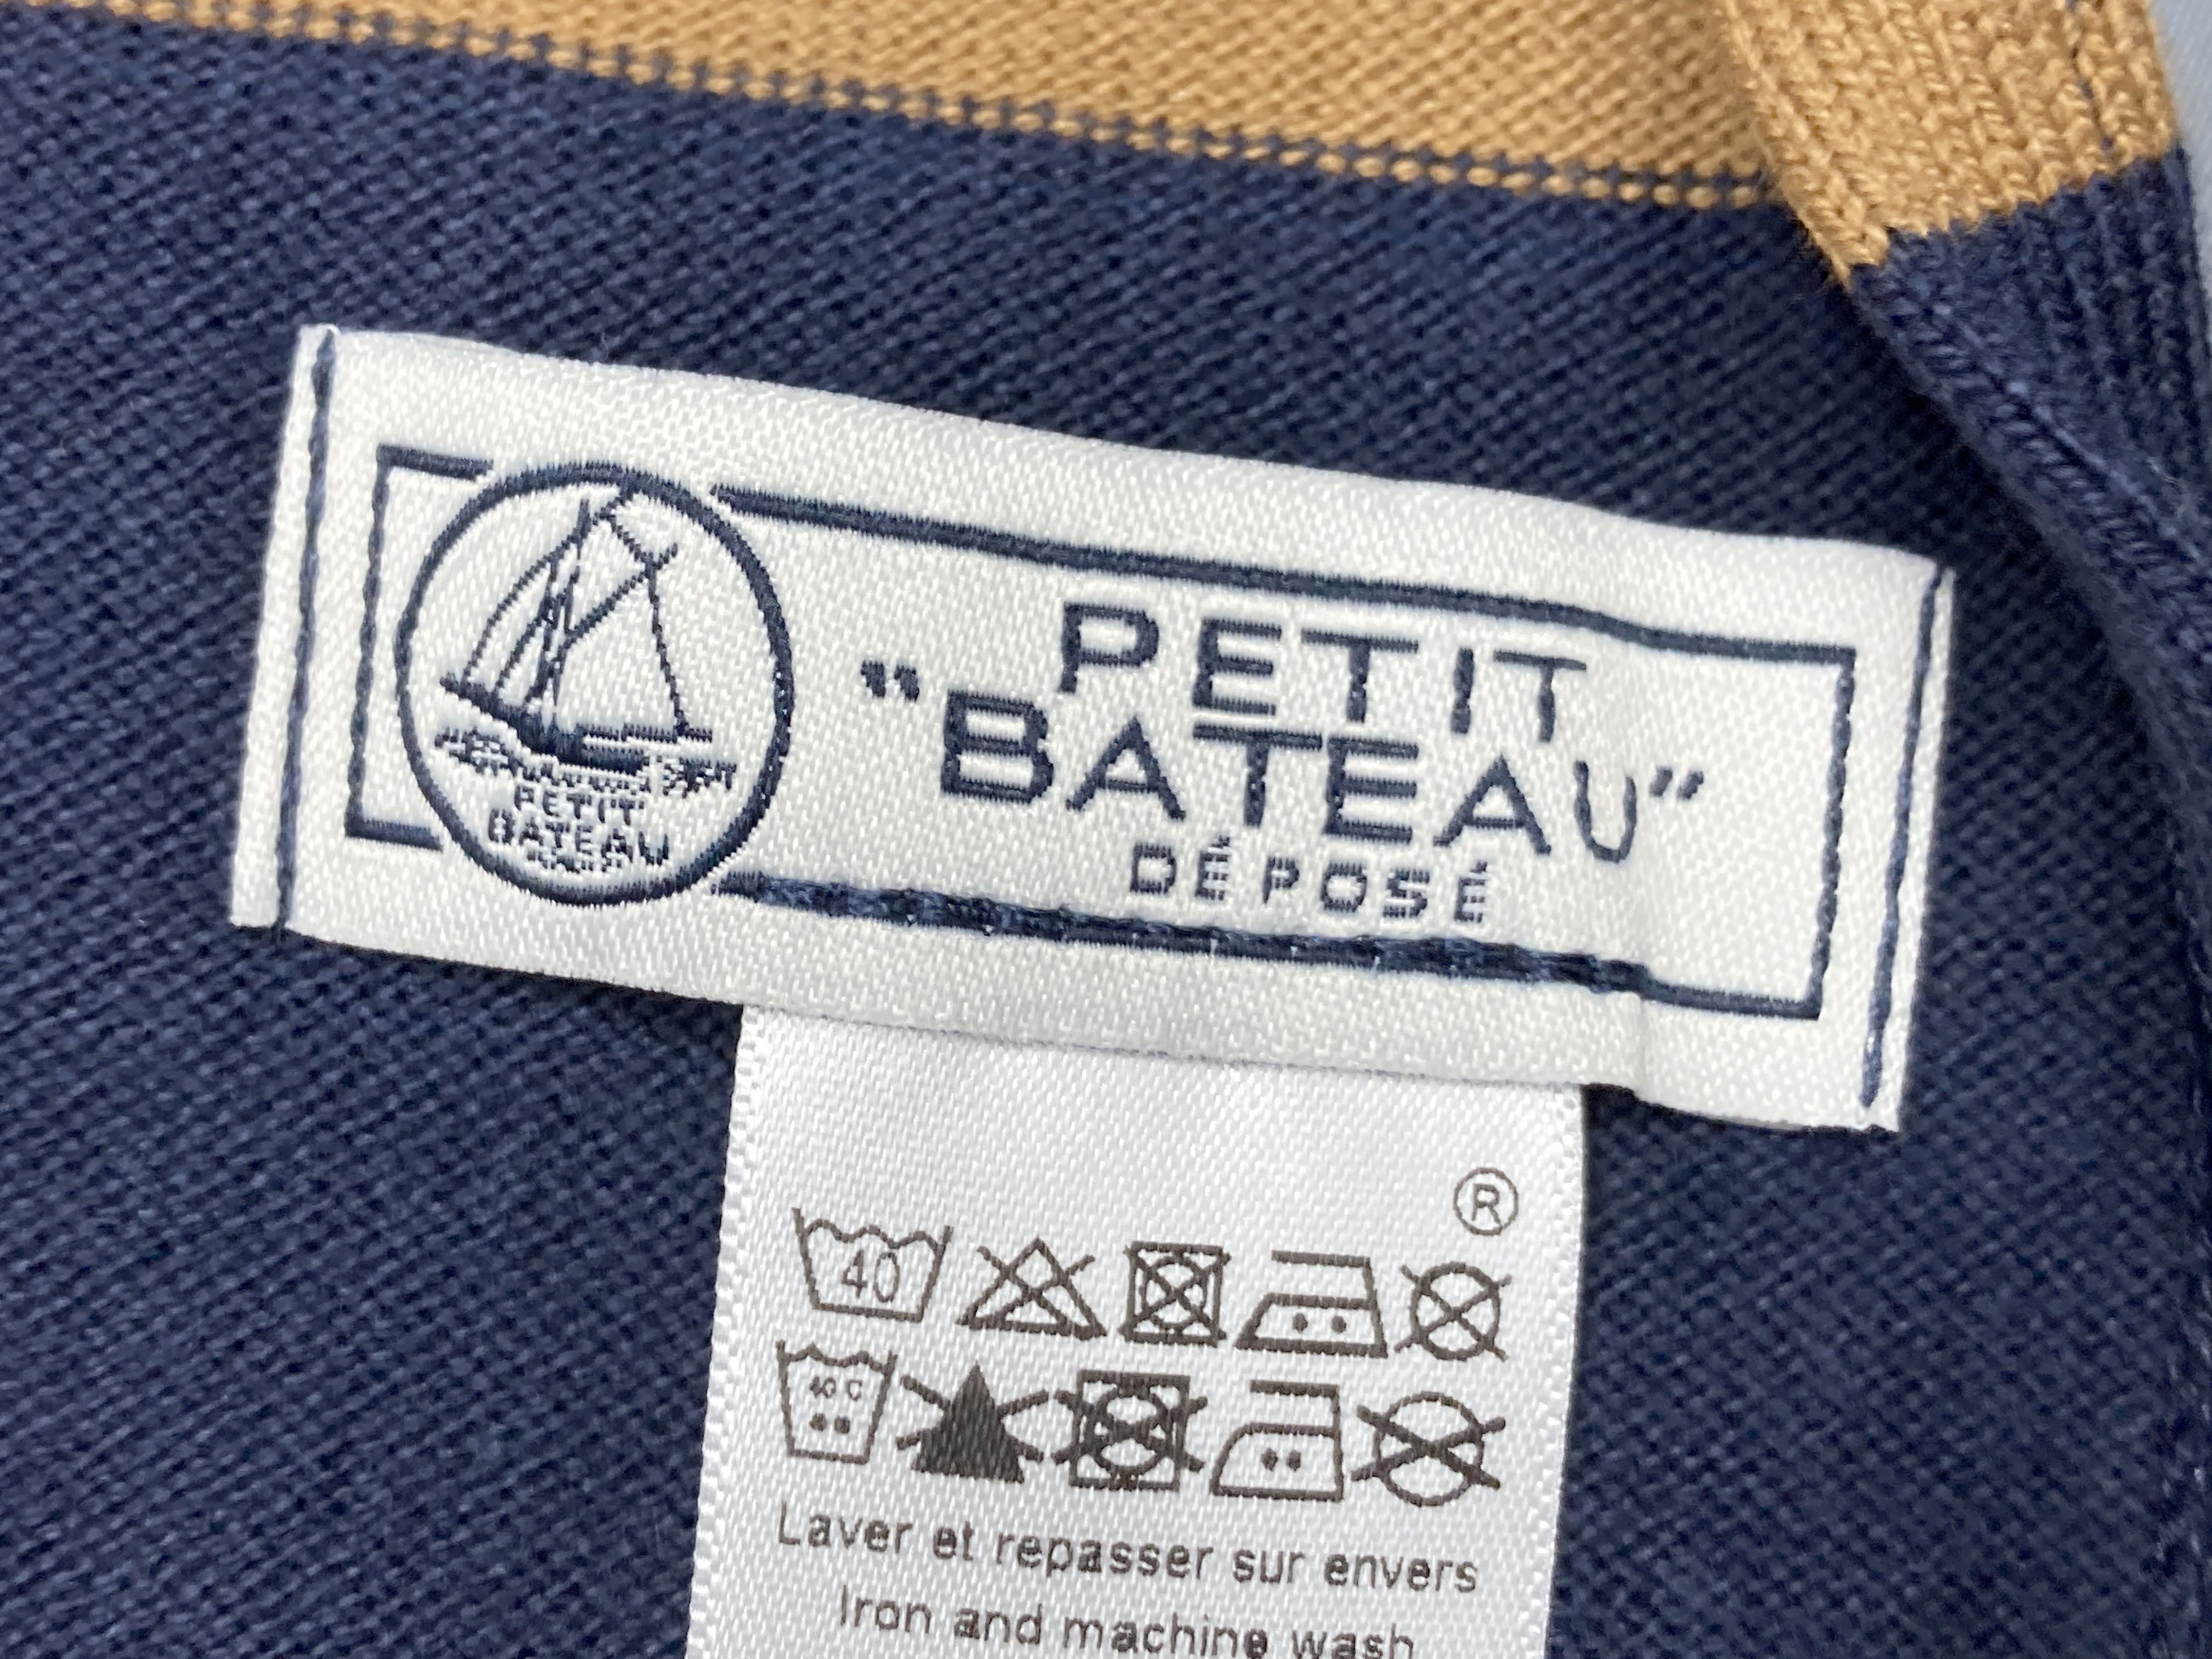 PETIT
"BATEAU"
DÉPOSÉ
PETIT
BATEAU
®
40
40 C
Laver et repasser sur envers
Iron and machine wash